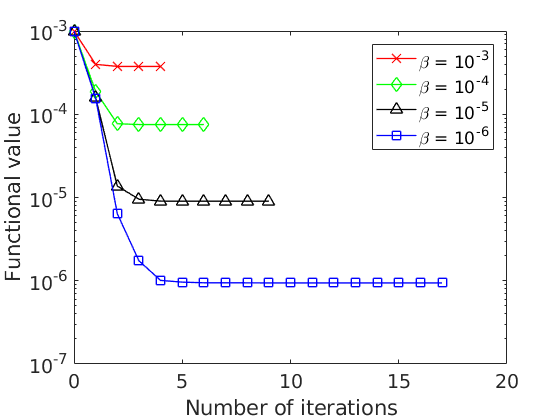 10-3
10-4
10-5
10-6
10-7
Functional value
0
5
10
15
20
Number of iterations
β = 10-3
β = 10-4
β = 10-5
β = 10-6